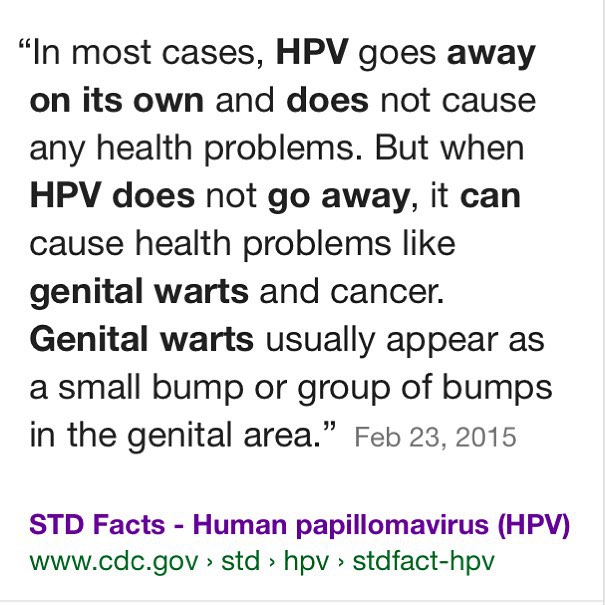 “In most cases, HPV goes away
on its own and does not cause
any health problems. But when
HPV does not go away, it can
cause health problems like
genital warts and cancer.
Genital warts usually appear as
a small bump or group of bumps
in the genital area.” Feb 23, 2015
STD Facts - Human papillomavirus (HPV)
www.cdc.gov › std › hpv › stdfact-hpv